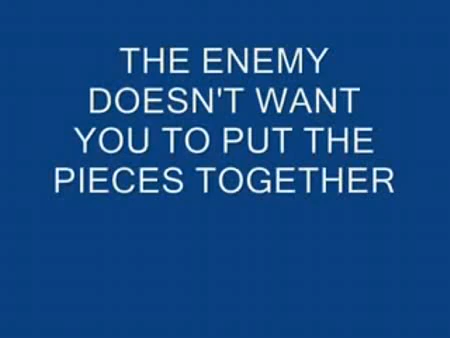 THE ENEMY
DOESN'T WANT
YOU TO PUT THE
PIECES TOGETHER